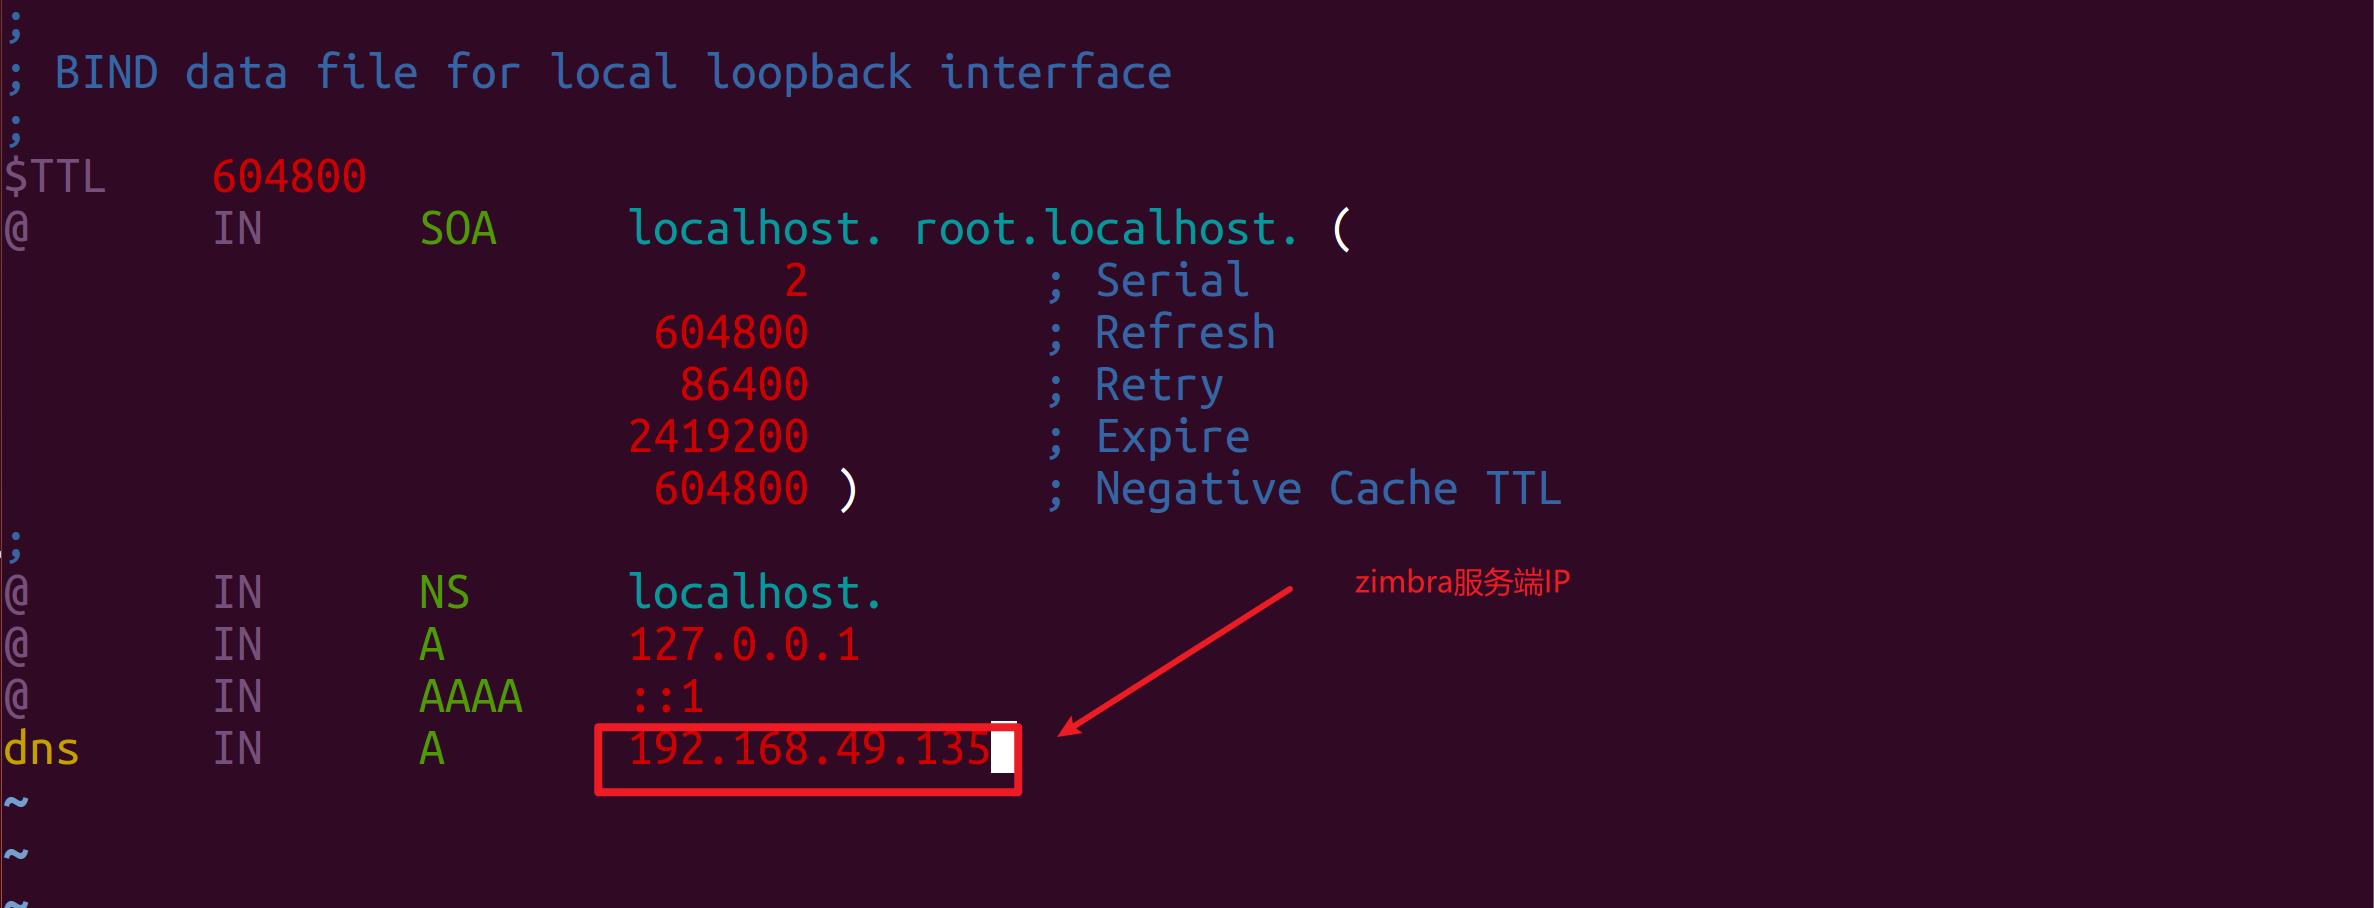 ;
; BIND data file for local loopback interface
;
$TTL 604800
@ IN SOA localhost. root.localhost. (
2 ; Serial
604800 ; Refresh
86400 ; Retry
2419200 ; Expire
604800 ) ; Negative Cache TTL
;
@ IN NS localhost.
zimbra服务端IP
@ IN A 127.0.0.1
@ IN AAAA ::1
dns IN A 192.168.49.135
~
~
~